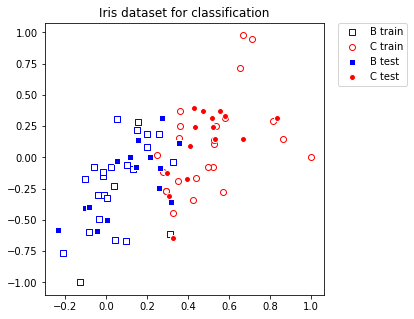 Iris dataset for classification
1.00
0.75
0.50
0.25
0.00
−0.25
−0.50
−0.75
−1.00
−0.2 0.0 0.2 0.4 0.6 0.8 1.0
B train
C train
B test
C test